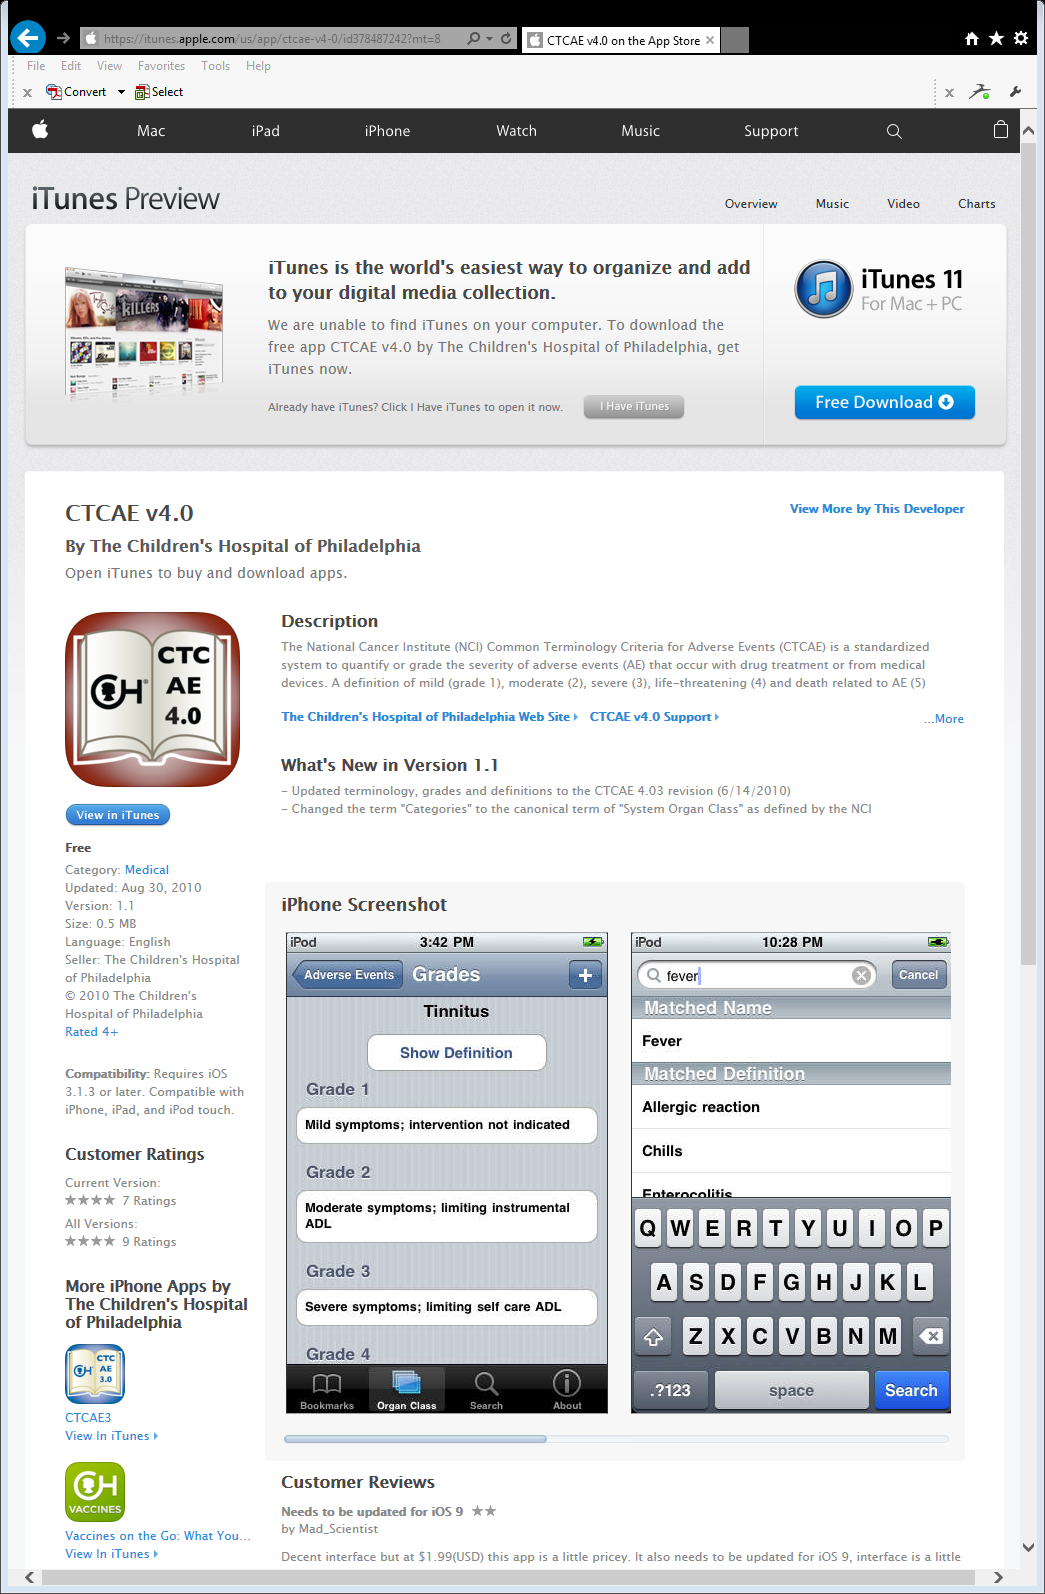 https://itunes.apple.com/us/app/ctcae-v4-0/id378487242?mt=8
CTCAE v4.0 on the App Store
File Edit View Favorites Tools Help
Convert Select
Mac iPad iPhone Watch Music Support
iTunes Preview
Overview Music Video Charts
iTunes is the world's easiest way to organize and add
to your digital media collection.
We are unable to find iTunes on your computer. To download the
free app CTCAE v4.0 by The Children's Hospital of Philadelphia, get
iTunes now.
Already have iTunes? Click I Have iTunes to open it now.
I Have iTunes
KILLERS
iTunes 11
For Mac + PC
Free Download
CTCAE v4.0
View More by This Developer
By The Children's Hospital of Philadelphia
Open iTunes to buy and download apps.
CTC
AE
4.0
CH
View in iTunes
Free
Category: Medical
Updated: Aug 30, 2010
Version: 1.1
Size: 0.5 MB
Language: English
Seller: The Children's Hospital
of Philadelphia
© 2010 The Children's
Hospital of Philadelphia
Rated 4+
Compatibility: Requires iOS
3.1.3 or later. Compatible with
iPhone, iPad, and iPod touch.
Customer Ratings
Current Version:
★★★★ 7 Ratings
All Versions:
★★★★ 9 Ratings
More iPhone Apps by
The Children's Hospital
of Philadelphia
CTC
AE
3.0
CH
CTCAE3
View In iTunes
CH
VACCINES
Vaccines on the Go: What You...
View In iTunes
Description
The National Cancer Institute (NCI) Common Terminology Criteria for Adverse Events (CTCAE) is a standardized
system to quantify or grade the severity of adverse events (AE) that occur with drug treatment or from medical
devices. A definition of mild (grade 1), moderate (2), severe (3), life-threatening (4) and death related to AE (5)
The Children's Hospital of Philadelphia Web Site CTCAE v4.0 Support ...More
What's New in Version 1.1
- Updated terminology, grades and definitions to the CTCAE 4.03 revision (6/14/2010)
- Changed the term "Categories" to the canonical term of "System Organ Class" as defined by the NCI
iPhone Screenshot
iPod 3:42 PM
Adverse Events Grades +
Tinnitus
Show Definition
Grade 1
Mild symptoms; intervention not indicated
Grade 2
Moderate symptoms; limiting instrumental
ADL
Grade 3
Severe symptoms; limiting self care ADL
Grade 4
Bookmarks Organ Class Search About
iPod 10:28 PM
fever Cancel
Matched Name
Fever
Matched Definition
Allergic reaction
Chills
Enterocolitis
Q W E R T Y U I O P
A S D F G H J K L
Z X C V B N M
.?123 space Search
Customer Reviews
Needs to be updated for iOS 9 ★★
by Mad_Scientist
Decent interface but at $1.99(USD) this app is a little pricey. It also needs to be updated for iOS 9, interface is a little